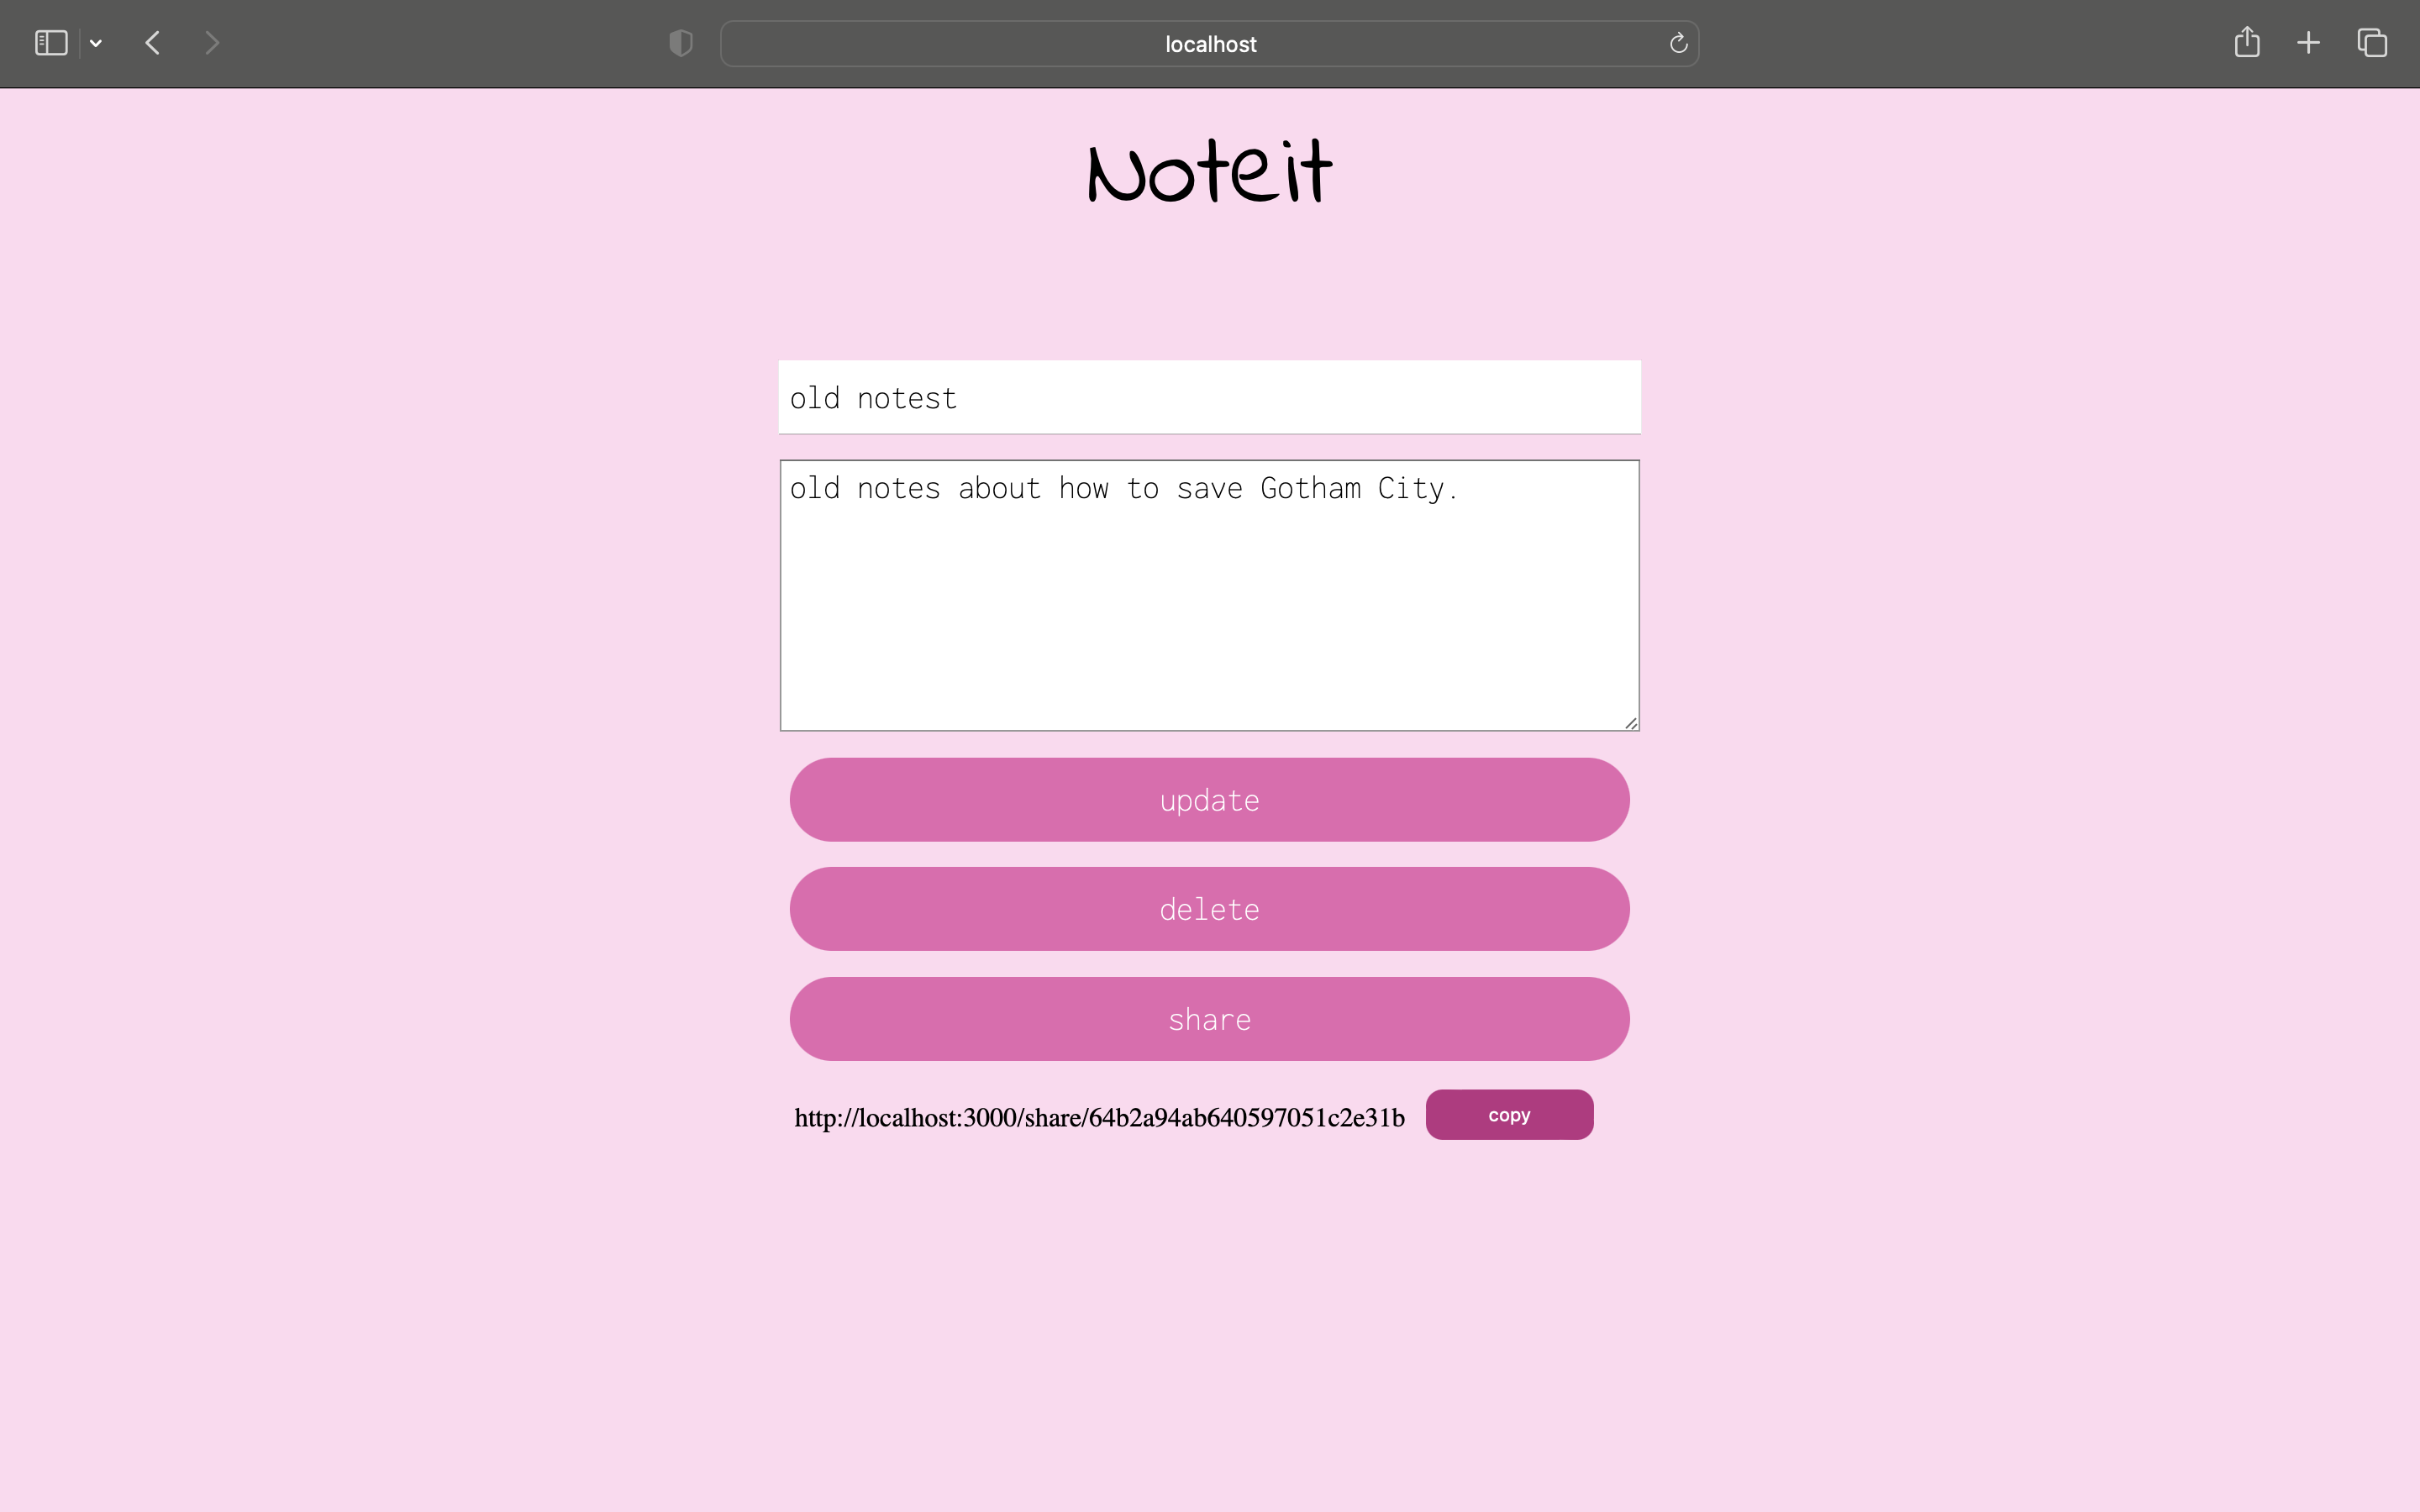 localhost
Noteit
old notest
old notes about how to save Gotham City.
update
delete
share
http://localhost:3000/share/64b2a94ab640597051c2e31b
copy